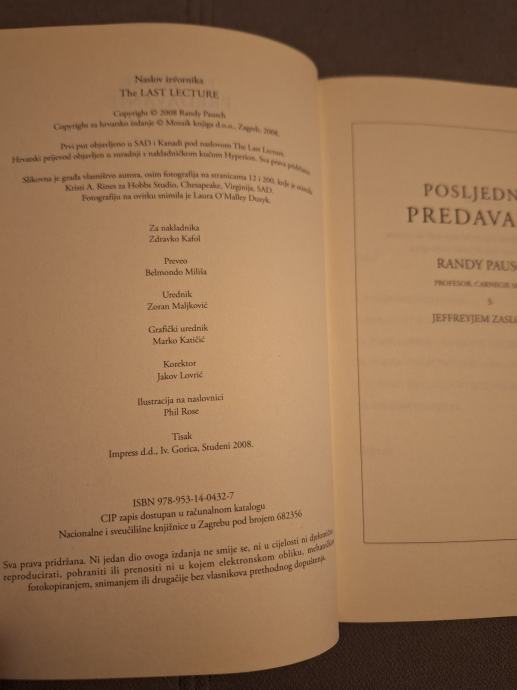 Naslov izvornika
The LAST LECTURE
Copyright © 2008 Randy Pausch
Copyright za hrvatsko izdanje © Mozaik knjiga d.o.o., Zagreb, 2008.
Prvi put objavljeno u SAD i Kanadi pod naslovom The Last Lecture.
Hrvatski prijevod objavljen u suradnji s nakladničkom kućom Hyperion. Sva prava pridržana.
Slikovna je građa vlasništvo autora, osim fotografija na stranicama 12 i 200, koje je snimila
Kristi A. Rines za Hobbs Studio, Chesapeake, Virginija, SAD.
Fotografiju na ovitku snimila je Laura O'Malley Duzyk.
Za nakladnika
Zdravko Kafol
Preveo
Belmondo Miliša
Urednik
Zoran Maljković
Grafički urednik
Marko Katičić
Korektor
Jakov Lovrić
Ilustracija na naslovnici
Phil Rose
Tisak
Impress d.d., Iv. Gorica, Studeni 2008.
ISBN 978-953-14-0432-7
CIP zapis dostupan u računalnom katalogu
Nacionalne i sveučilišne knjižnice u Zagrebu pod brojem 682356
Sva prava pridržana. Ni jedan dio ovoga izdanja ne smije se, ni u cijelosti ni djelomično
reproducirati, pohraniti ili prenositi ni u kojem elektronskom obliku, mehaničkim
fotokopiranjem, snimanjem ili drugačije bez vlasnikova prethodnog dopuštenja.
POSLJEDN
PREDAVA
RANDY PAUS
PROFESOR, CARNEGIE
S
JEFFREYJEM ZASL